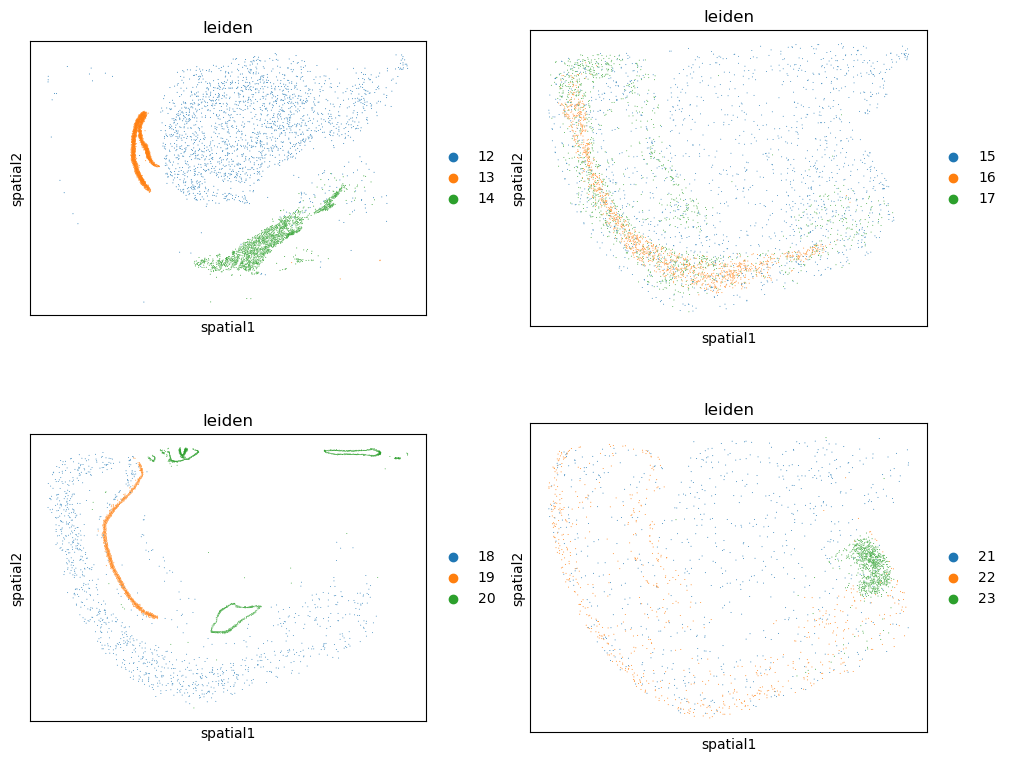 leiden
spatial2
spatial1
12
13
14
leiden
spatial2
spatial1
15
16
17
leiden
spatial2
spatial1
18
19
20
leiden
spatial2
spatial1
21
22
23